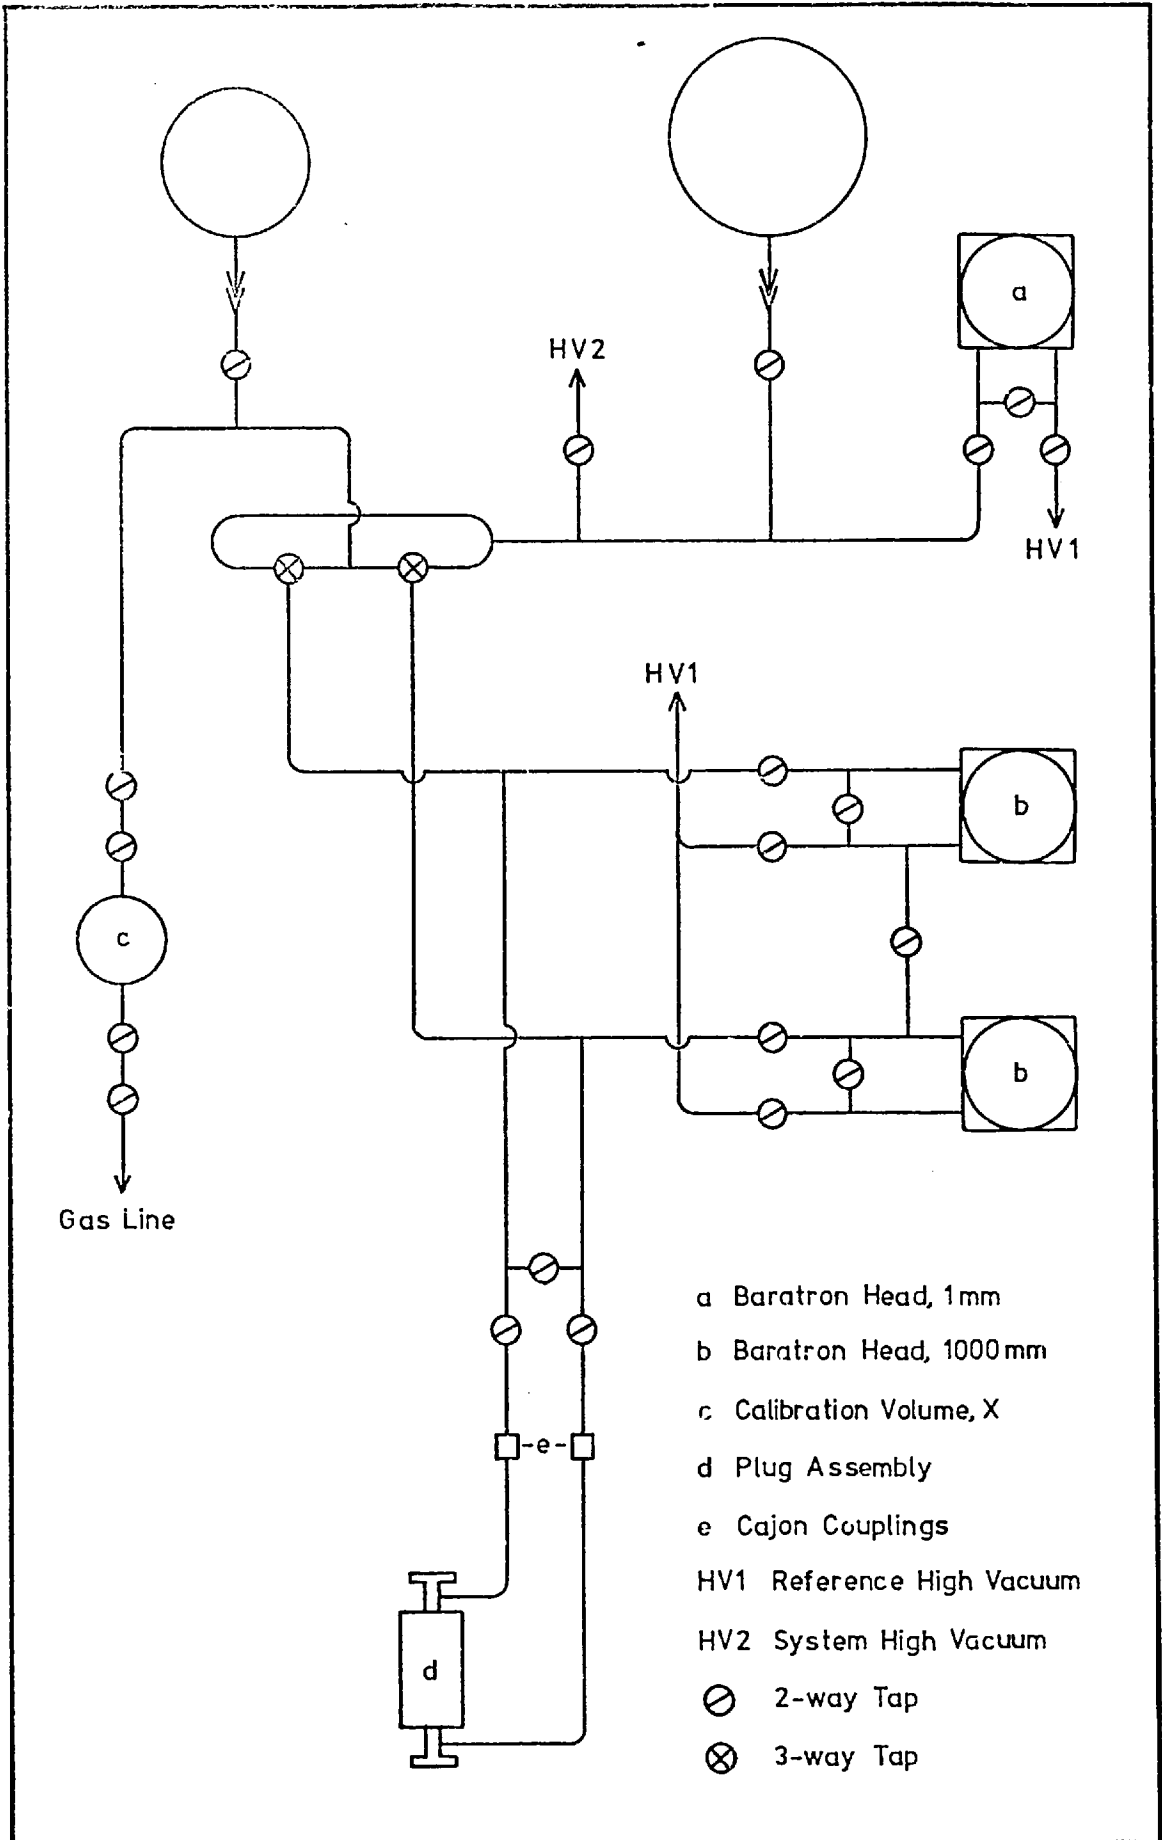 a
HV2
HV1
HV1
b
c
b
Gas Line
-e-
d
a Baratron Head, 1mm
b Baratron Head, 1000mm
c Calibration Volume, X
d Plug Assembly
e Cajon Couplings
HV1 Reference High Vacuum
HV2 System High Vacuum
2-way Tap
3-way Tap